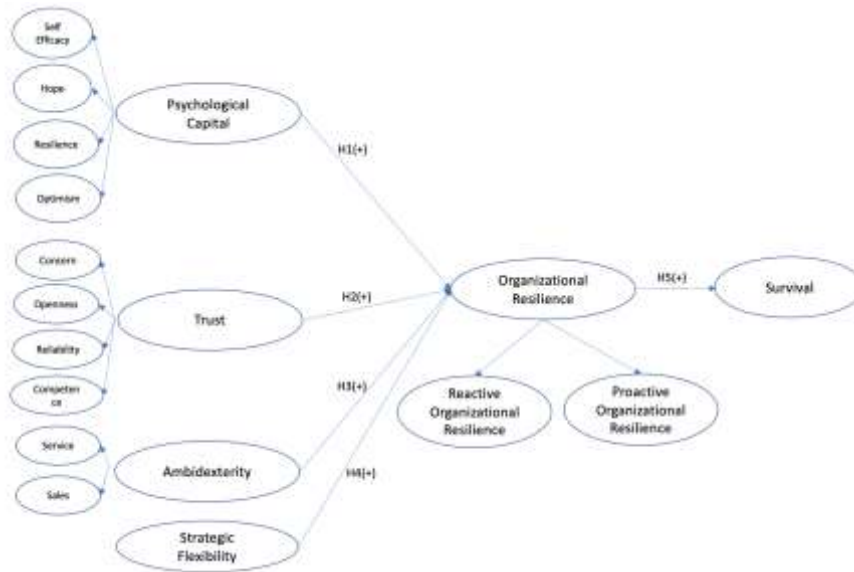 Self
Efficacy
Hope
Resilience
Optimism
Psychological
Capital
H1(+)
Concern
Openness
Reliability
Competen
ce
Trust
H2(+)
Organizational
Resilience
H5(+)
Survival
Reactive
Organizational
Resilience
Proactive
Organizational
Resilience
H3(+)
Service
Sales
Ambidexterity
H4(+)
Strategic
Flexibility